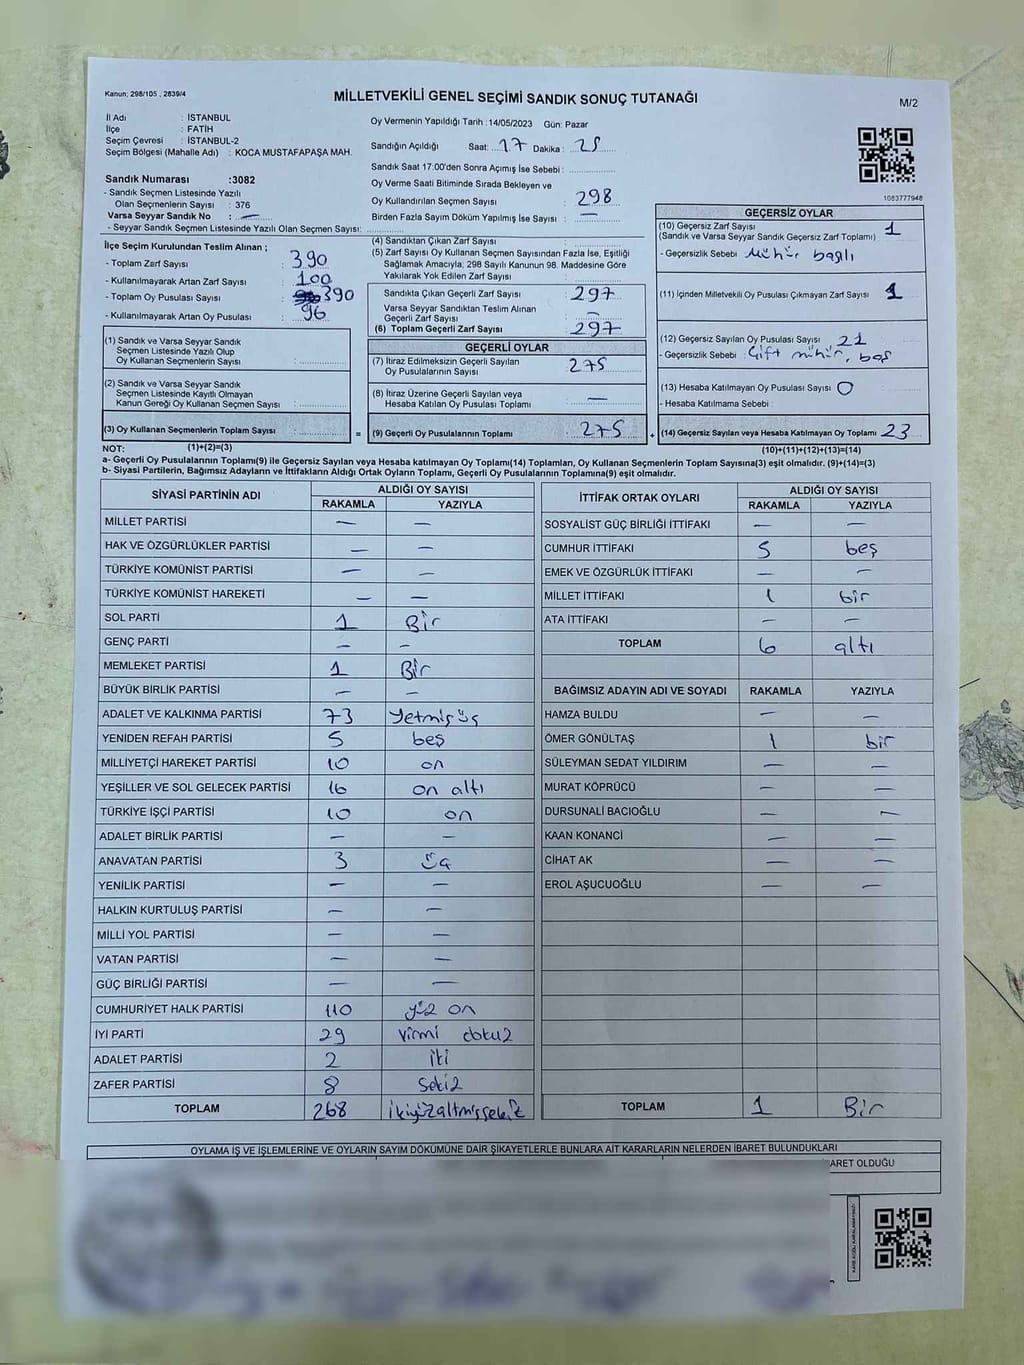 Kanun: 298/105 , 2839/4
MİLLETVEKİLİ GENEL SEÇİMİ SANDIK SONUÇ TUTANAĞI
M/2
İl Adı : İSTANBUL
İlçe : FATİH
Seçim Çevresi : İSTANBUL-2
Seçim Bölgesi (Mahalle Adı) : KOCA MUSTAFAPAŞA MAH.
Sandık Numarası :3082
- Sandık Seçmen Listesinde Yazılı
Olan Seçmenlerin Sayısı : 376
Varsa Seyyar Sandık No : —
- Seyyar Sandık Seçmen Listesinde Yazılı Olan Seçmen Sayısı:
Oy Vermenin Yapıldığı Tarih :14/05/2023 Gün: Pazar
Sandığın Açıldığı Saat: 17 Dakika : 25
Sandık Saat 17:00'den Sonra Açımış İse Sebebi :
Oy Verme Saati Bitiminde Sırada Bekleyen ve
Oy Kullandırılan Seçmen Sayısı : 298
Birden Fazla Sayım Döküm Yapılmış İse Sayısı : —
1083777948
İlçe Seçim Kurulundan Teslim Alınan ;
- Toplam Zarf Sayısı : 390
- Kullanılmayarak Artan Zarf Sayısı : 100
- Toplam Oy Pusulası Sayısı : 390
- Kullanılmayarak Artan Oy Pusulası : 96
(1) Sandık ve Varsa Seyyar Sandık
Seçmen Listesinde Yazılı Olup
Oy Kullanan Seçmenlerin Sayısı :
(2) Sandık ve Varsa Seyyar Sandık
Seçmen Listesinde Kayıtlı Olmayan
Kanun Gereği Oy Kullanan Seçmen Sayısı :
(3) Oy Kullanan Seçmenlerin Toplam Sayısı :
(1)+(2)=(3)
(4) Sandıktan Çıkan Zarf Sayısı :
(5) Zarf Sayısı Oy Kullanan Seçmen Sayısından Fazla İse, Eşitliği
Sağlamak Amacıyla, 298 Sayılı Kanunun 98. Maddesine Göre
Yakılarak Yok Edilen Zarf Sayısı :
Sandıkta Çıkan Geçerli Zarf Sayısı : 297
Varsa Seyyar Sandıktan Teslim Alınan
Geçerli Zarf Sayısı : —
(6) Toplam Geçerli Zarf Sayısı : 297
GEÇERLİ OYLAR
(7) İtiraz Edilmeksizin Geçerli Sayılan
Oy Pusulalarının Sayısı : 275
(8) İtiraz Üzerine Geçerli Sayılan veya
Hesaba Katılan Oy Pusulası Toplamı : —
= (9) Geçerli Oy Pusulalarının Toplamı : 275 +
GEÇERSİZ OYLAR
(10) Geçersiz Zarf Sayısı : 1
(Sandık ve Varsa Seyyar Sandık Geçersiz Zarf Toplamı)
- Geçersizlik Sebebi : Mühür basılı
(11) İçinden Milletvekili Oy Pusulası Çıkmayan Zarf Sayısı : 1
(12) Geçersiz Sayılan Oy Pusulası Sayısı : 21
- Geçersizlik Sebebi : Çift mühür, boş
(13) Hesaba Katılmayan Oy Pusulası Sayısı : 0
- Hesaba Katılmama Sebebi :
(14) Geçersiz Sayılan veya Hesaba Katılmayan Oy Toplamı : 23
(10)+(11)+(12)+(13)=(14)
NOT:
a- Geçerli Oy Pusulalarının Toplamı(9) ile Geçersiz Sayılan veya Hesaba katılmayan Oy Toplamı(14) Toplamları, Oy Kullanan Seçmenlerin Toplam Sayısına(3) eşit olmalıdır. (9)+(14)=(3)
b- Siyasi Partilerin, Bağımsız Adayların ve İttifakların Aldığı Ortak Oyların Toplamı, Geçerli Oy Pusulalarının Toplamına(9) eşit olmalıdır.
SİYASİ PARTİNİN ADI ALDIĞI OY SAYISI
RAKAMLA YAZIYLA
MİLLET PARTİSİ — —
HAK VE ÖZGÜRLÜKLER PARTİSİ — —
TÜRKİYE KOMÜNİST PARTİSİ — —
TÜRKİYE KOMÜNİST HAREKETİ — —
SOL PARTİ 1 Bir
GENÇ PARTİ — —
MEMLEKET PARTİSİ 1 Bir
BÜYÜK BİRLİK PARTİSİ — —
ADALET VE KALKINMA PARTİSİ 73 Yetmişüç
YENİDEN REFAH PARTİSİ 5 beş
MİLLİYETÇİ HAREKET PARTİSİ 10 on
YEŞİLLER VE SOL GELECEK PARTİSİ 16 on altı
TÜRKİYE İŞÇİ PARTİSİ 10 on
ADALET BİRLİK PARTİSİ — —
ANAVATAN PARTİSİ 3 üç
YENİLİK PARTİSİ — —
HALKIN KURTULUŞ PARTİSİ — —
MİLLİ YOL PARTİSİ — —
VATAN PARTİSİ — —
GÜÇ BİRLİĞİ PARTİSİ — —
CUMHURİYET HALK PARTİSİ 110 yüz on
İYİ PARTİ 29 Yirmi dokuz
ADALET PARTİSİ 2 iki
ZAFER PARTİSİ 8 Sekiz
TOPLAM 268 ikiyüzaltmışsekiz
İTTİFAK ORTAK OYLARI ALDIĞI OY SAYISI
RAKAMLA YAZIYLA
SOSYALİST GÜÇ BİRLİĞİ İTTİFAKI — —
CUMHUR İTTİFAKI 5 beş
EMEK VE ÖZGÜRLÜK İTTİFAKI — —
MİLLET İTTİFAKI 1 bir
ATA İTTİFAKI — —
TOPLAM 6 altı
BAĞIMSIZ ADAYIN ADI VE SOYADI RAKAMLA YAZIYLA
HAMZA BULDU — —
ÖMER GÖNÜLTAŞ 1 bir
SÜLEYMAN SEDAT YILDIRIM — —
MURAT KÖPRÜCÜ — —
DURSUNALİ BACIOĞLU — —
KAAN KONANCİ — —
CİHAT AK — —
EROL AŞUCUOĞLU — —
TOPLAM 1 Bir
OYLAMA İŞ VE İŞLEMLERİNE VE OYLARIN SAYIM DÖKÜMÜNE DAİR ŞİKAYETLERLE BUNLARA AİT KARARLARIN NELERDEN İBARET BULUNDUKLARI
ARET OLDUĞU